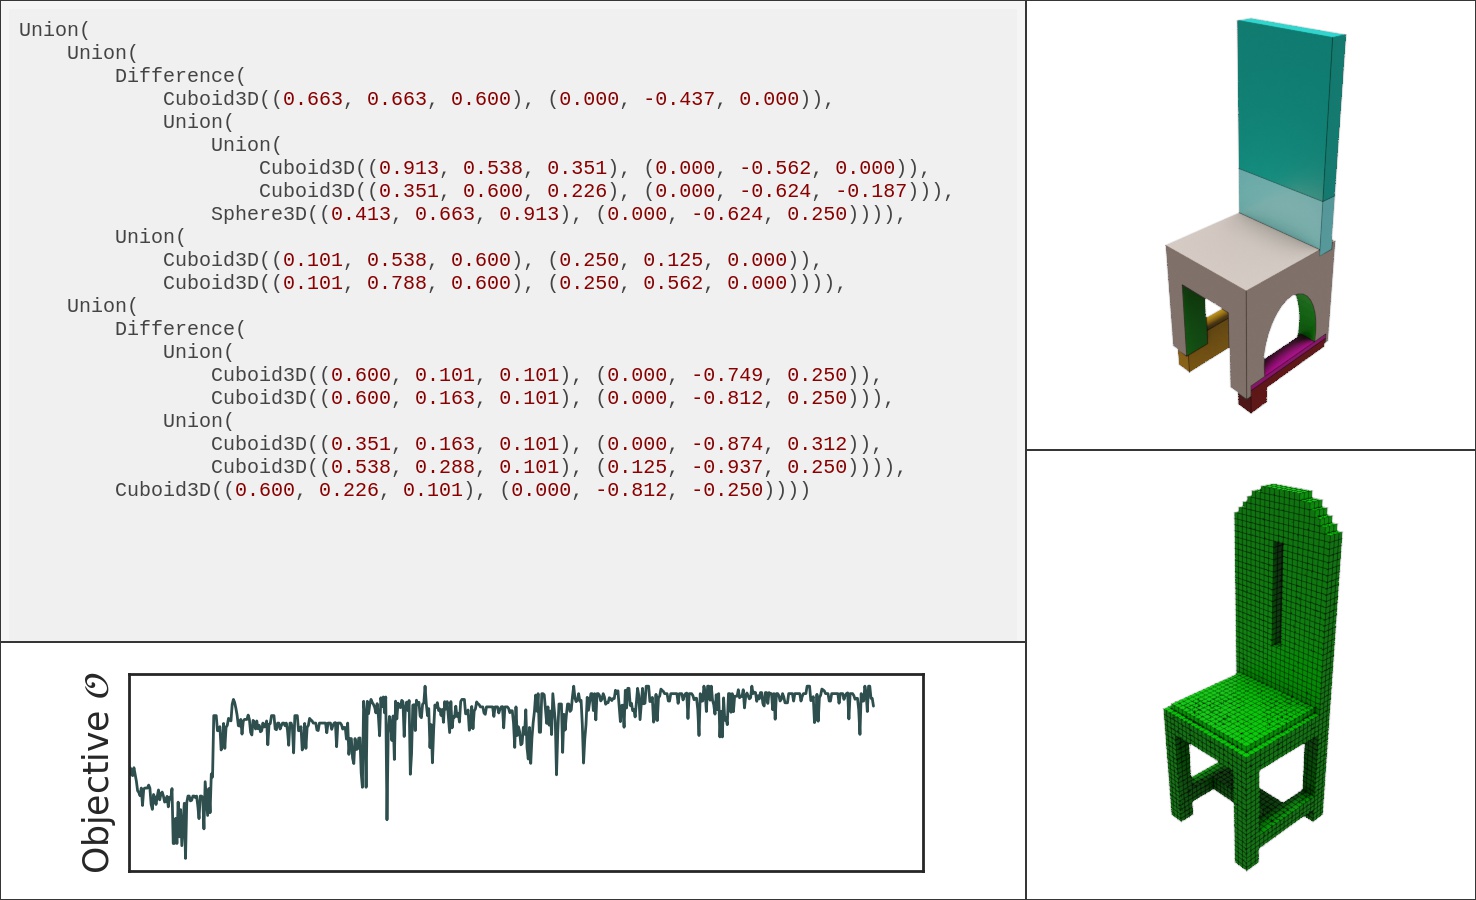 Union(
    Union(
        Difference(
            Cuboid3D((0.663, 0.663, 0.600), (0.000, -0.437, 0.000)),
            Union(
                Union(
                    Cuboid3D((0.913, 0.538, 0.351), (0.000, -0.562, 0.000)),
                    Cuboid3D((0.351, 0.600, 0.226), (0.000, -0.624, -0.187))),
                Sphere3D((0.413, 0.663, 0.913), (0.000, -0.624, 0.250)))),
        Union(
            Cuboid3D((0.101, 0.538, 0.600), (0.250, 0.125, 0.000)),
            Cuboid3D((0.101, 0.788, 0.600), (0.250, 0.562, 0.000)))),
    Union(
        Difference(
            Union(
                Cuboid3D((0.600, 0.101, 0.101), (0.000, -0.749, 0.250)),
                Cuboid3D((0.600, 0.163, 0.101), (0.000, -0.812, 0.250))),
            Union(
                Cuboid3D((0.351, 0.163, 0.101), (0.000, -0.874, 0.312)),
                Cuboid3D((0.538, 0.288, 0.101), (0.125, -0.937, 0.250)))),
        Cuboid3D((0.600, 0.226, 0.101), (0.000, -0.812, -0.250))))
Objective 𝒪